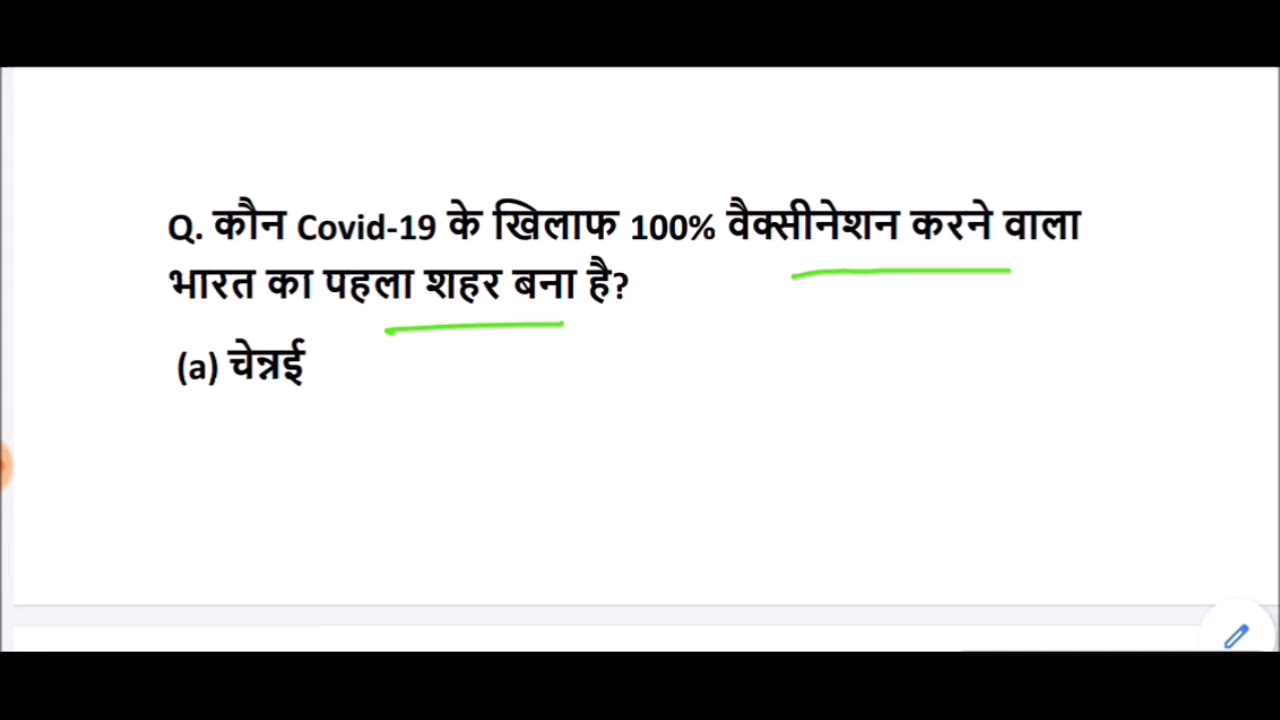 Q. कौन Covid-19 के खिलाफ 100% वैक्सीनेशन करने वाला
भारत का पहला शहर बना है?
(a) चेन्नई